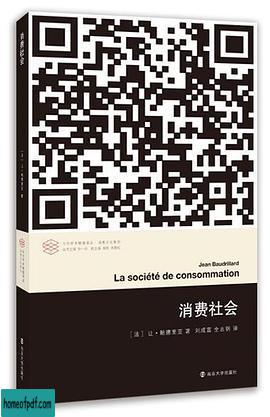 消费社会
Jean Baudrillard
La société de consommation
消费社会
[法] 让·鲍德里亚 著 刘成富 全志钢 译
南京大学出版社
homeofpdf.com